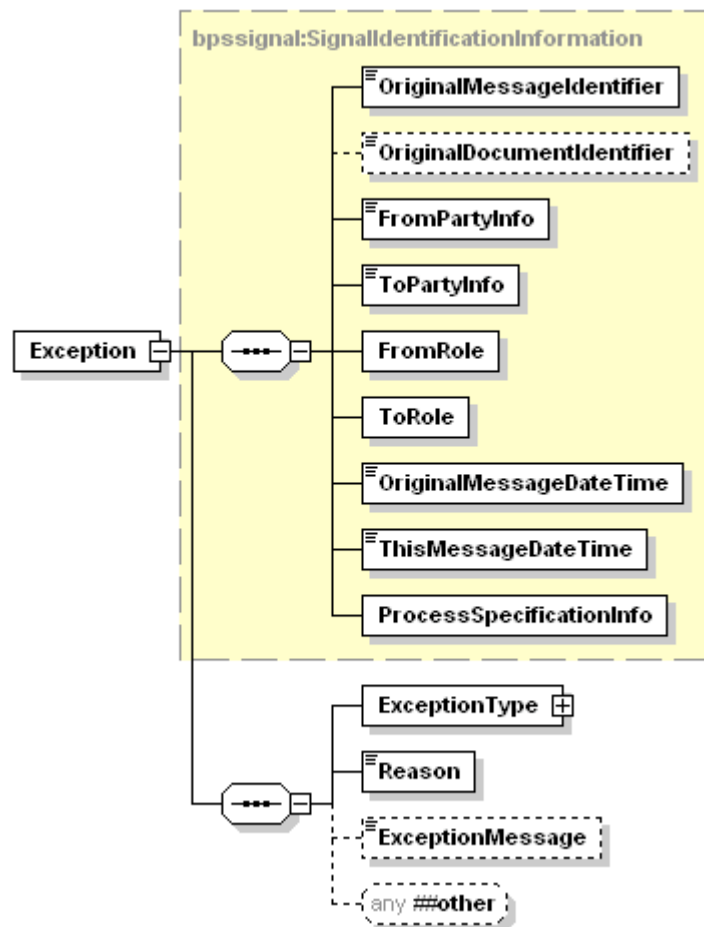 bpssignal:SignalIdentificationInformation
OriginalMessageIdentifier
OriginalDocumentIdentifier
FromPartyInfo
ToPartyInfo
Exception
FromRole
ToRole
OriginalMessageDateTime
ThisMessageDateTime
ProcessSpecificationInfo
ExceptionType
Reason
ExceptionMessage
any ##other